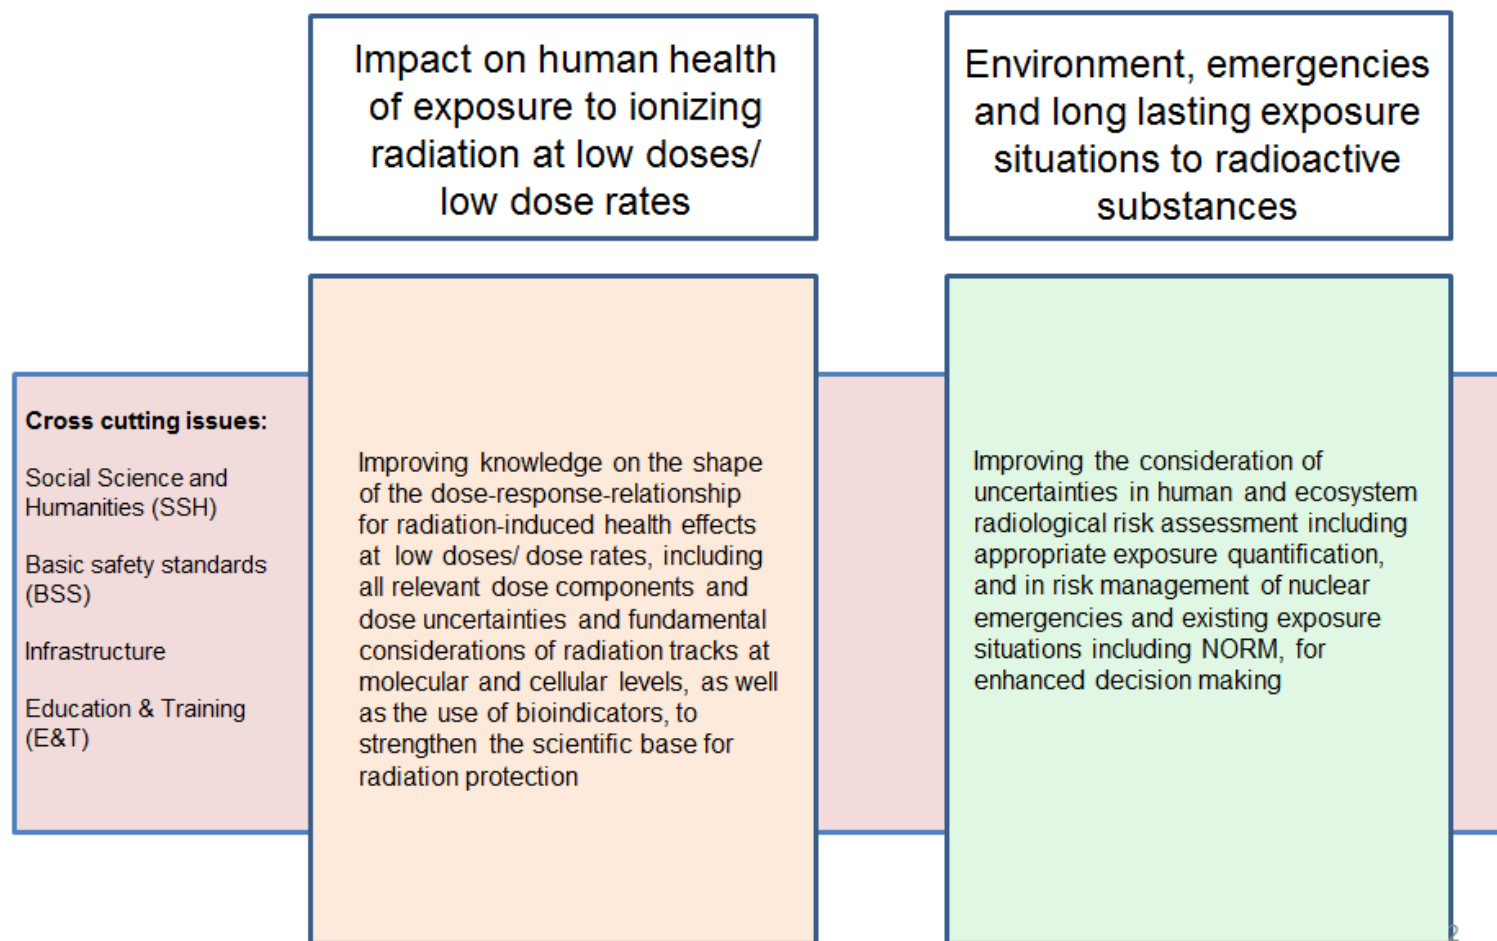 Impact on human health
of exposure to ionizing
radiation at low doses/
low dose rates
Environment, emergencies
and long lasting exposure
situations to radioactive
substances
Cross cutting issues:
Social Science and
Humanities (SSH)
Basic safety standards
(BSS)
Infrastructure
Education & Training
(E&T)
Improving knowledge on the shape
of the dose-response-relationship
for radiation-induced health effects
at low doses/ dose rates, including
all relevant dose components and
dose uncertainties and fundamental
considerations of radiation tracks at
molecular and cellular levels, as well
as the use of bioindicators, to
strengthen the scientific base for
radiation protection
Improving the consideration of
uncertainties in human and ecosystem
radiological risk assessment including
appropriate exposure quantification,
and in risk management of nuclear
emergencies and existing exposure
situations including NORM, for
enhanced decision making